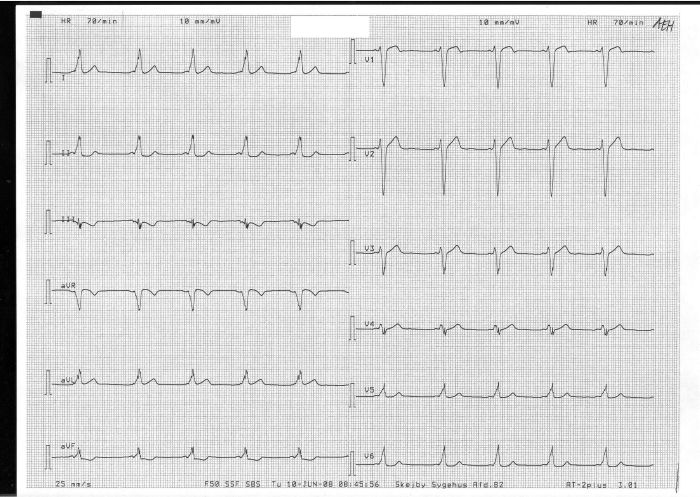 HR 70/min 10 mm/mV 10 mm/mV HR 70/min AEH
I
V1
II
V2
III
V3
aVR
V4
aVL
V5
aVF
V6
25 mm/s F50 SSF SBS Tu 10-JUN-08 08:45:56 Skejby Sygehus Afd.B2 AT-2plus 3.01